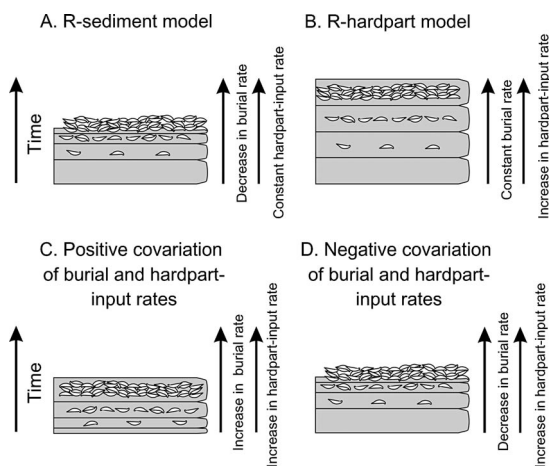 A. R-sediment model
Time
Decrease in burial rate
Constant hardpart-input rate
B. R-hardpart model
Constant burial rate
Increase in hardpart-input rate
C. Positive covariation
of burial and hardpart-
input rates
Time
Increase in burial rate
Increase in hardpart-input rate
D. Negative covariation
of burial and hardpart-
input rates
Decrease in burial rate
Increase in hardpart-input rate